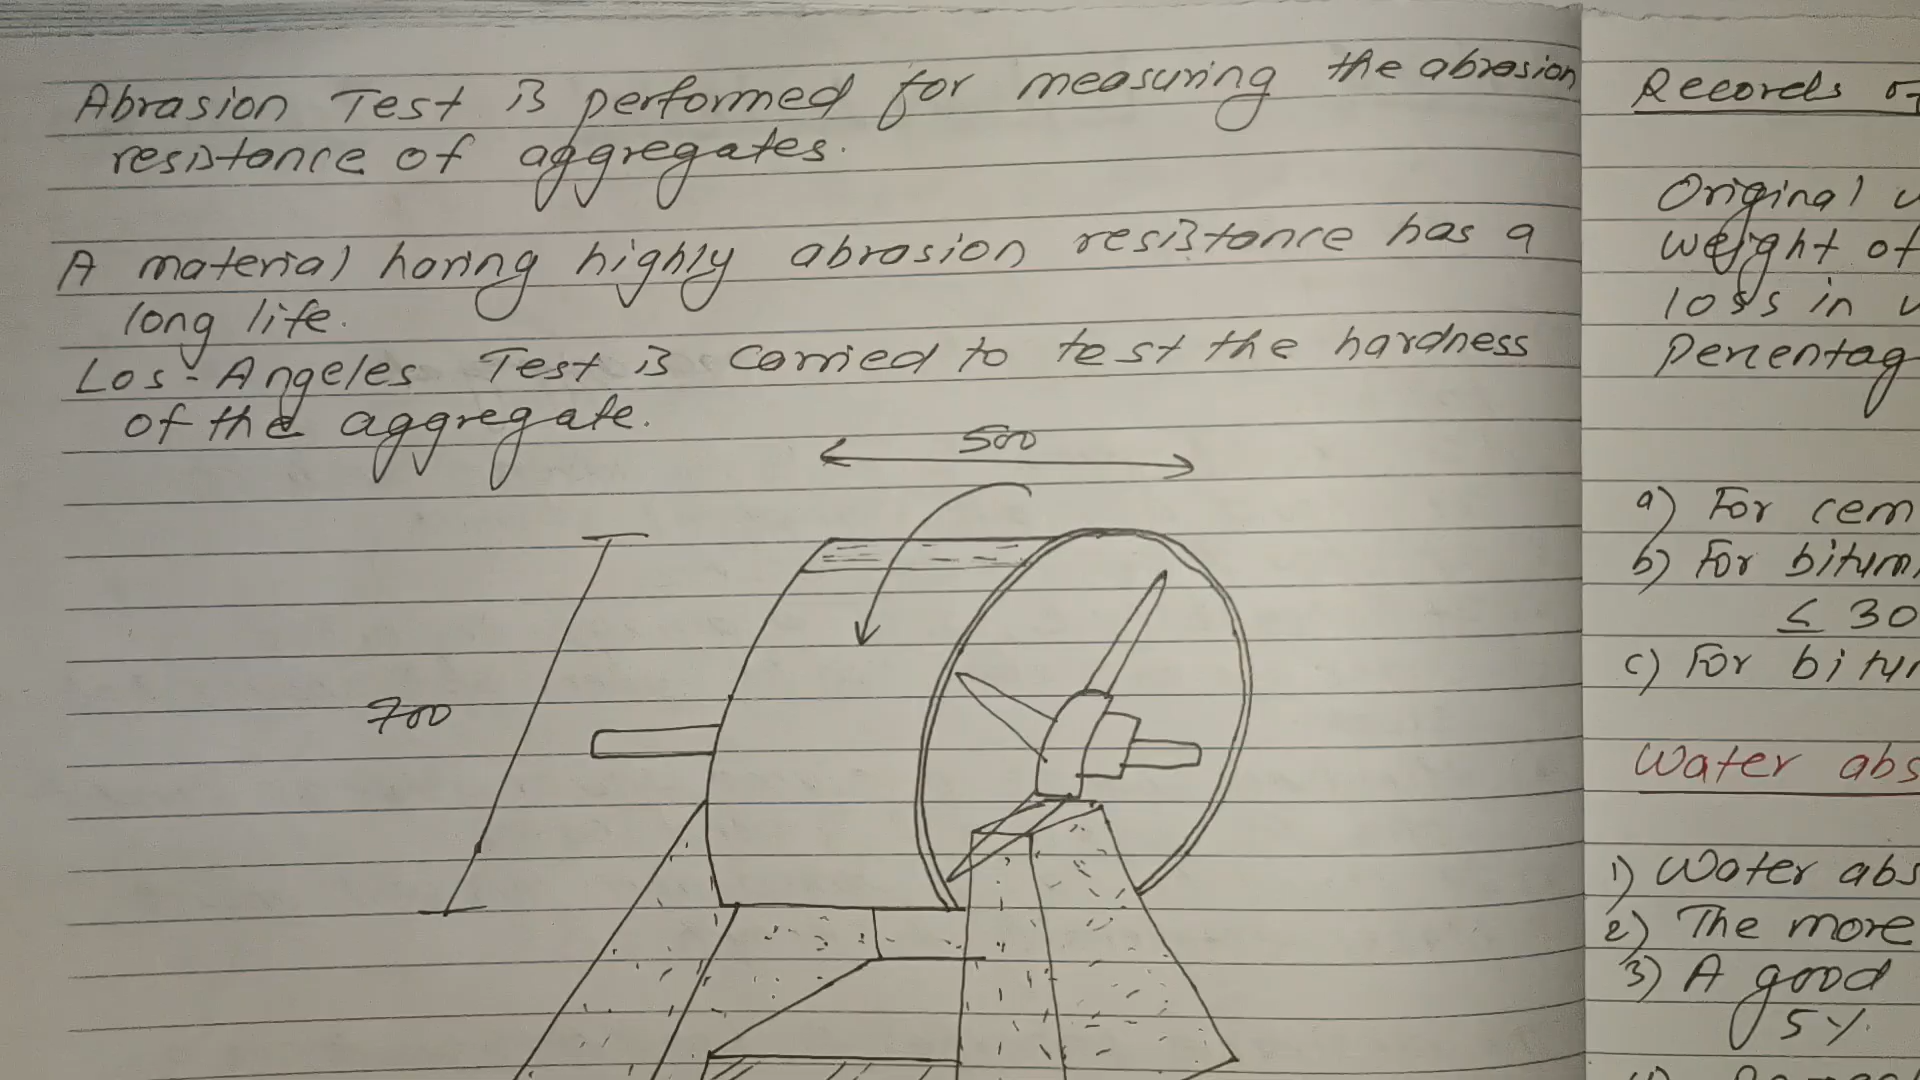 Abrasion Test is performed for measuring the abrasion
resistance of aggregates.
A material having highly abrasion resistance has a
long life.
Los-Angeles Test is carried to test the hardness
of the aggregate.
500
700
Records of
Original
weight of
loss in
Percentag
a) For cem
b) For bitum
≤ 30
c) For bitu
Water abs
1) Water abs
2) The more
3) A good
5%